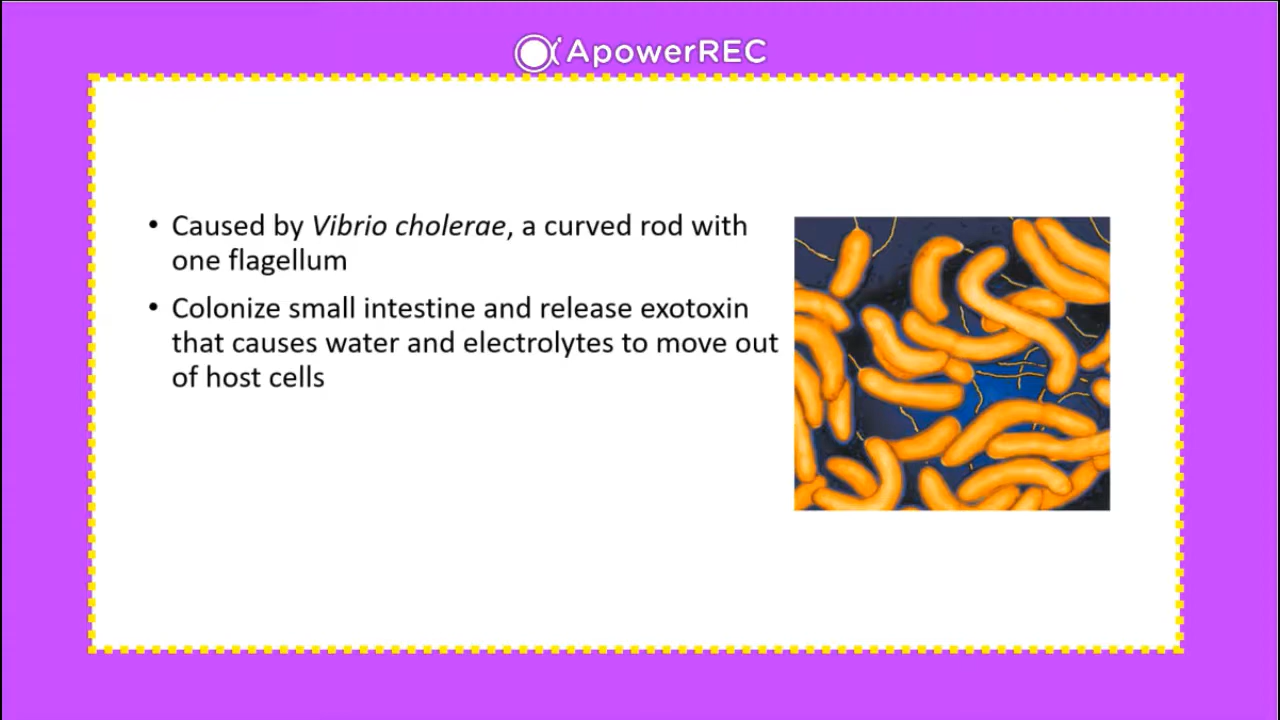 ApowerREC
• Caused by Vibrio cholerae, a curved rod with
one flagellum
• Colonize small intestine and release exotoxin
that causes water and electrolytes to move out
of host cells